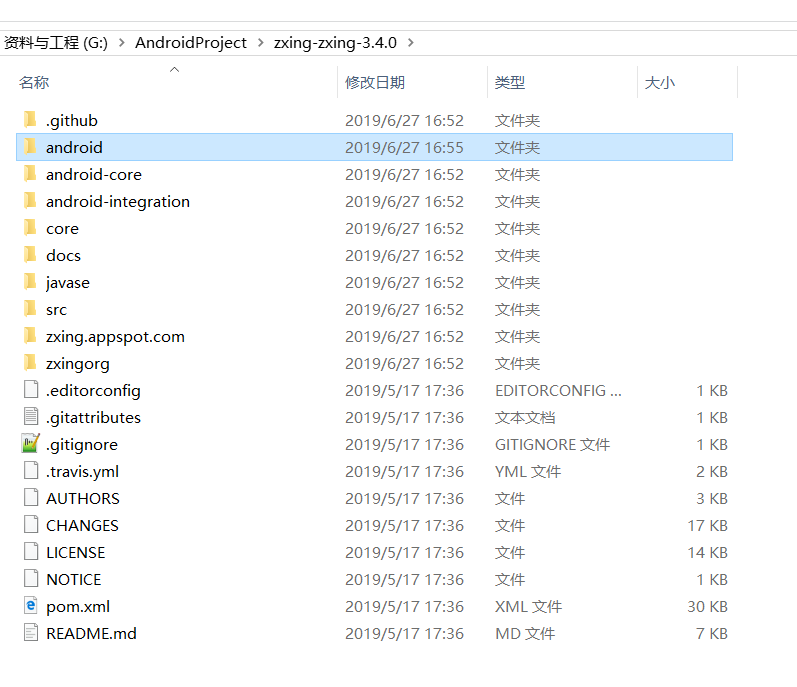 资料与工程 (G:) > AndroidProject > zxing-zxing-3.4.0 >
名称 修改日期 类型 大小
.github 2019/6/27 16:52 文件夹
android 2019/6/27 16:55 文件夹
android-core 2019/6/27 16:52 文件夹
android-integration 2019/6/27 16:52 文件夹
core 2019/6/27 16:52 文件夹
docs 2019/6/27 16:52 文件夹
javase 2019/6/27 16:52 文件夹
src 2019/6/27 16:52 文件夹
zxing.appspot.com 2019/6/27 16:52 文件夹
zxingorg 2019/6/27 16:52 文件夹
.editorconfig 2019/5/17 17:36 EDITORCONFIG ... 1 KB
.gitattributes 2019/5/17 17:36 文本文档 1 KB
.gitignore 2019/5/17 17:36 GITIGNORE 文件 1 KB
.travis.yml 2019/5/17 17:36 YML 文件 2 KB
AUTHORS 2019/5/17 17:36 文件 3 KB
CHANGES 2019/5/17 17:36 文件 17 KB
LICENSE 2019/5/17 17:36 文件 14 KB
NOTICE 2019/5/17 17:36 文件 1 KB
pom.xml 2019/5/17 17:36 XML 文件 30 KB
README.md 2019/5/17 17:36 MD 文件 7 KB